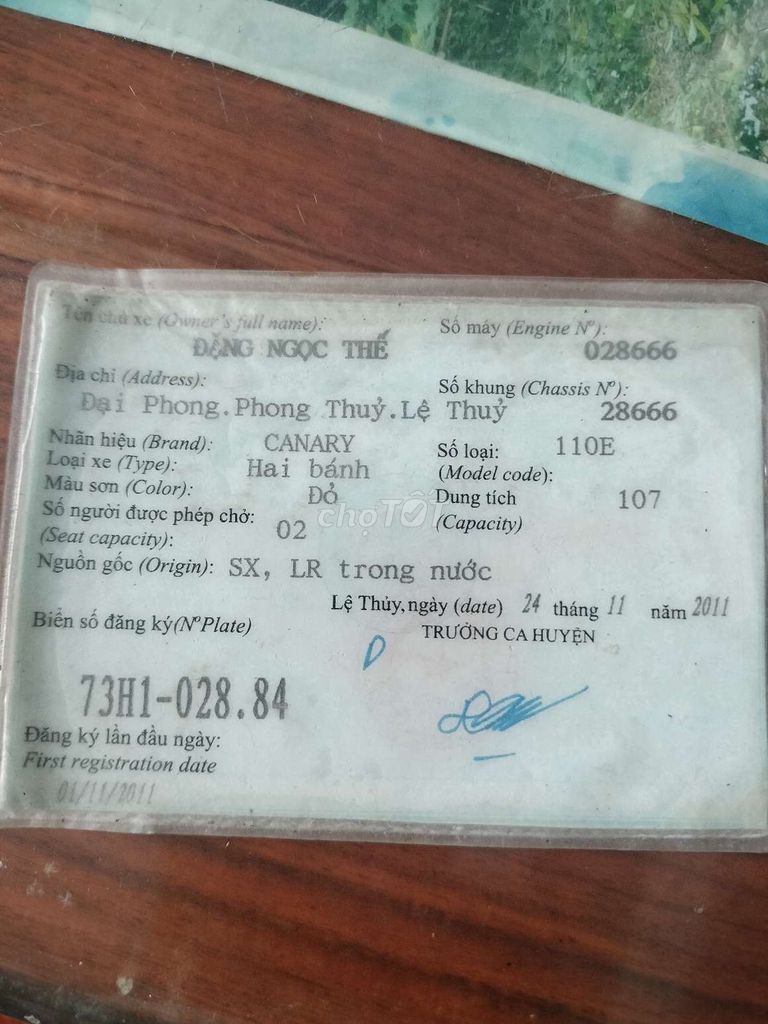 Tên chủ xe (Owner's full name):
ĐẶNG NGỌC THẾ
Số máy (Engine Nº):
028666
Địa chỉ (Address):
Đại Phong.Phong Thuỷ.Lệ Thuỷ
Số khung (Chassis Nº):
28666
Nhãn hiệu (Brand): CANARY
Số loại: 110E
(Model code):
Loại xe (Type): Hai bánh
Màu sơn (Color): Đỏ
Dung tích 107
(Capacity)
Số người được phép chở: 02
(Seat capacity):
chợTỐT
Nguồn gốc (Origin): SX, LR trong nước
Lệ Thủy, ngày (date) 24 tháng 11 năm 2011
TRƯỞNG CA HUYỆN
Biển số đăng ký(NºPlate)
73H1-028.84
Đăng ký lần đầu ngày:
First registration date
01/11/2011